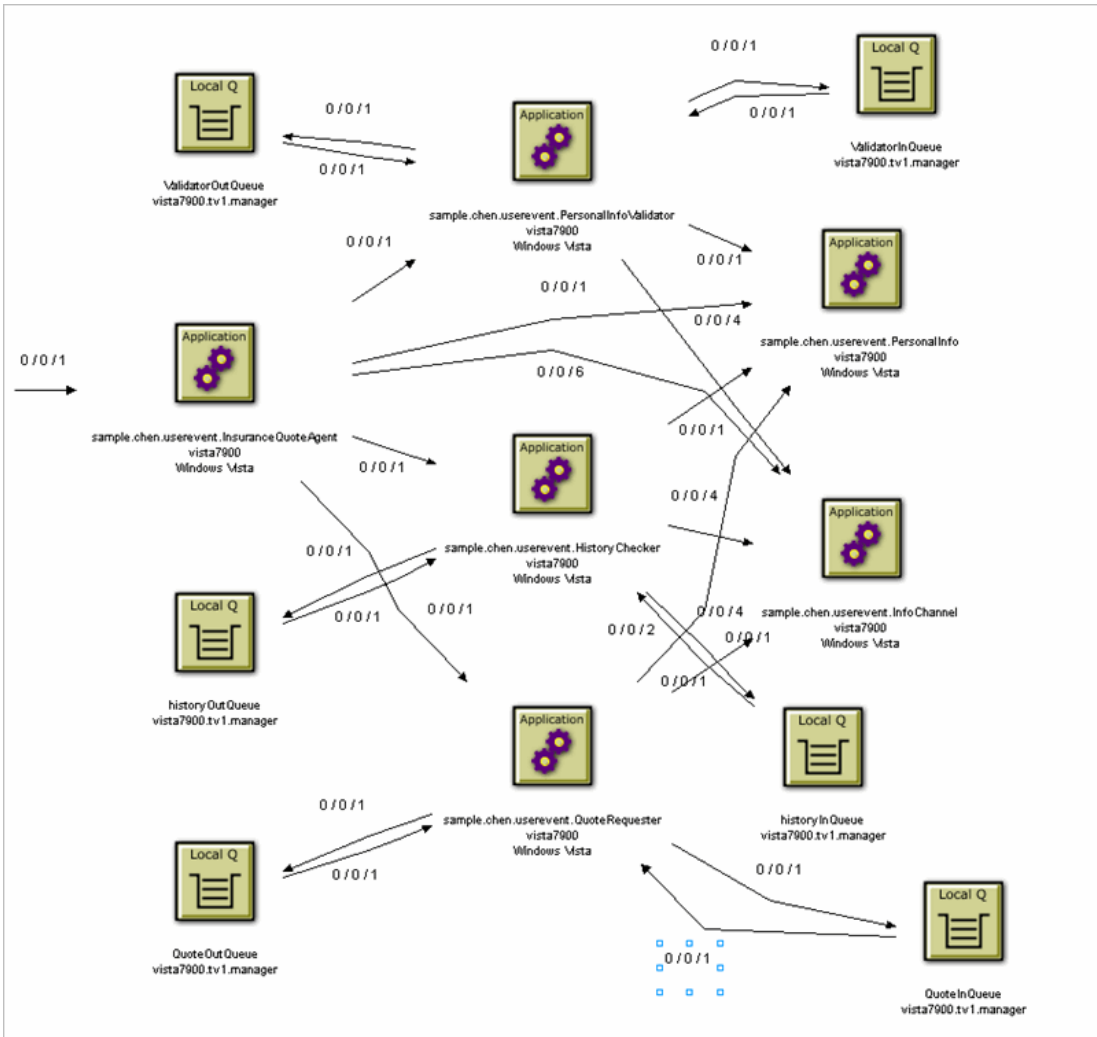 0/0/1
Local Q
0/0/1
Application
0/0/1
ValidatorInQueue
vista7900.tv1.manager
Local Q
0/0/1
Application
0/0/1
ValidatorOutQueue
vista7900.tv1.manager
sample.chen.userevent.PersonalInfoValidator
vista7900
Windows Vista
0/0/1
0/0/1
Application
0/0/1
0/0/4
0/0/1
Application
sample.chen.userevent.PersonalInfo
vista7900
Windows Vista
0/0/6
sample.chen.userevent.InsuranceQuoteAgent
vista7900
Windows Vista
0/0/1
0/0/1
Application
0/0/4
Application
0/0/1
sample.chen.userevent.HistoryChecker
vista7900
Windows Vista
Local Q
0/0/1
0/0/1
0/0/4
sample.chen.userevent.InfoChannel
vista7900
Windows Vista
0/0/2
0/0/1
0/0/1
historyOutQueue
vista7900.tv1.manager
Application
Local Q
0/0/1
sample.chen.userevent.QuoteRequester
vista7900
Windows Vista
historyInQueue
vista7900.tv1.manager
Local Q
0/0/1
0/0/1
Local Q
QuoteOutQueue
vista7900.tv1.manager
0/0/1
QuoteInQueue
vista7900.tv1.manager